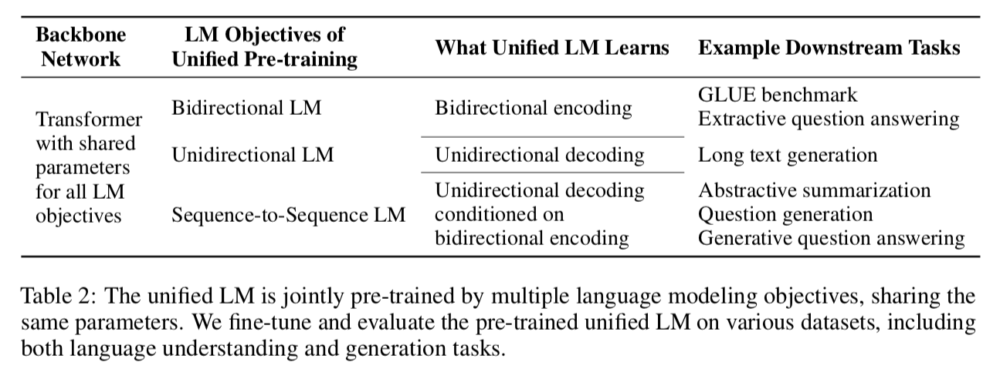 Backbone Network
LM Objectives of Unified Pre-training
What Unified LM Learns
Example Downstream Tasks
Transformer
with shared
parameters
for all LM
objectives
Bidirectional LM
Bidirectional encoding
GLUE benchmark
Extractive question answering
Unidirectional LM
Unidirectional decoding
Long text generation
Sequence-to-Sequence LM
Unidirectional decoding
conditioned on
bidirectional encoding
Abstractive summarization
Question generation
Generative question answering
Table 2: The unified LM is jointly pre-trained by multiple language modeling objectives, sharing the
same parameters. We fine-tune and evaluate the pre-trained unified LM on various datasets, including
both language understanding and generation tasks.